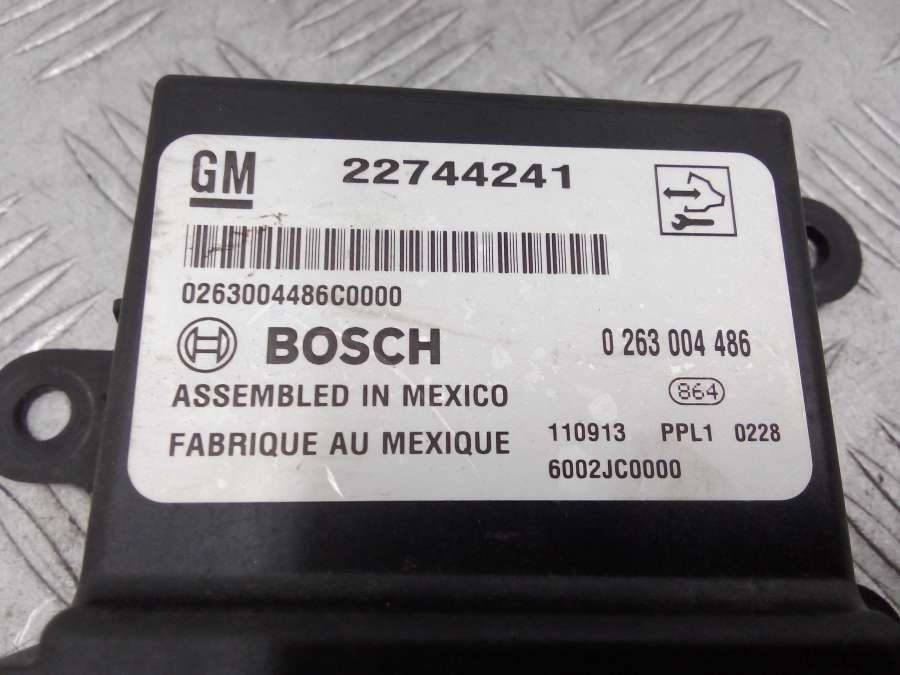 GM 22744241
0263004486C0000
BOSCH 0 263 004 486
ASSEMBLED IN MEXICO 864
FABRIQUE AU MEXIQUE 110913 PPL1 0228
6002JC0000